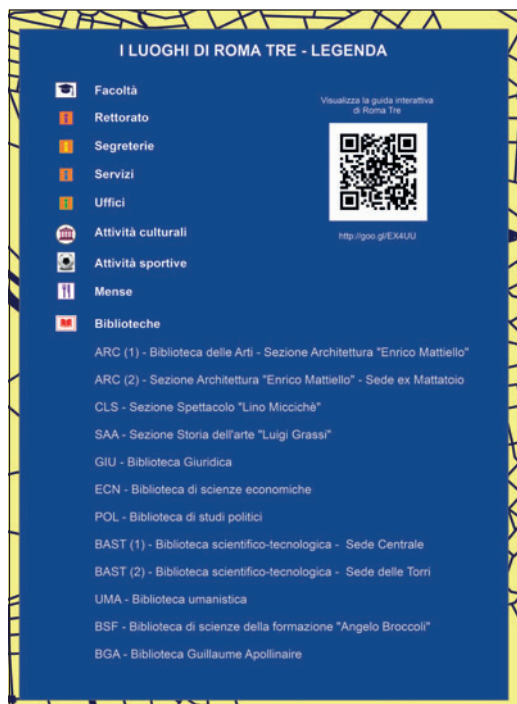 I LUOGHI DI ROMA TRE - LEGENDA
Facoltà
Rettorato
Segreterie
Servizi
Uffici
Attività culturali
Attività sportive
Mense
Biblioteche
Visualizza la guida interattiva
di Roma Tre
http://goo.gl/EX4UU
ARC (1) - Biblioteca delle Arti - Sezione Architettura "Enrico Mattiello"
ARC (2) - Sezione Architettura "Enrico Mattiello" - Sede ex Mattatoio
CLS - Sezione Spettacolo "Lino Miccichè"
SAA - Sezione Storia dell'arte "Luigi Grassi"
GIU - Biblioteca Giuridica
ECN - Biblioteca di scienze economiche
POL - Biblioteca di studi politici
BAST (1) - Biblioteca scientifico-tecnologica - Sede Centrale
BAST (2) - Biblioteca scientifico-tecnologica - Sede delle Torri
UMA - Biblioteca umanistica
BSF - Biblioteca di scienze della formazione "Angelo Broccoli"
BGA - Biblioteca Guillaume Apollinaire